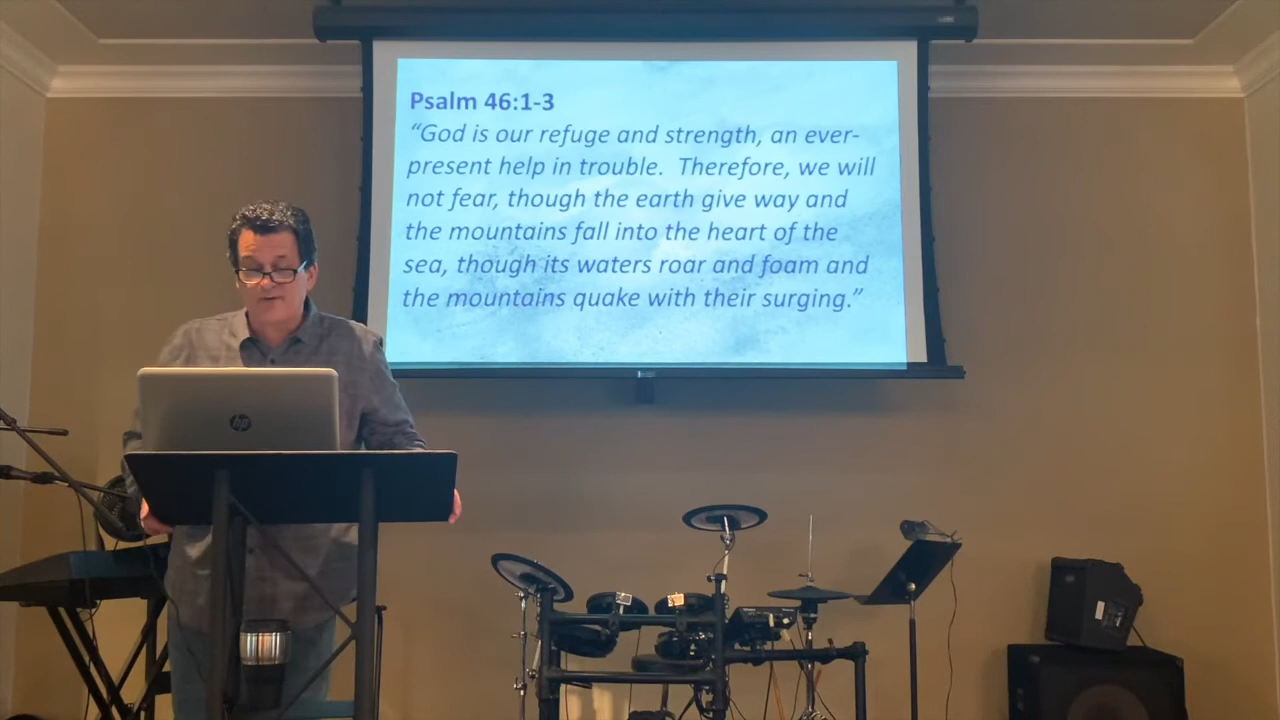 Psalm 46:1-3
“God is our refuge and strength, an ever-
present help in trouble.  Therefore, we will
not fear, though the earth give way and
the mountains fall into the heart of the
sea, though its waters roar and foam and
the mountains quake with their surging.”
hp